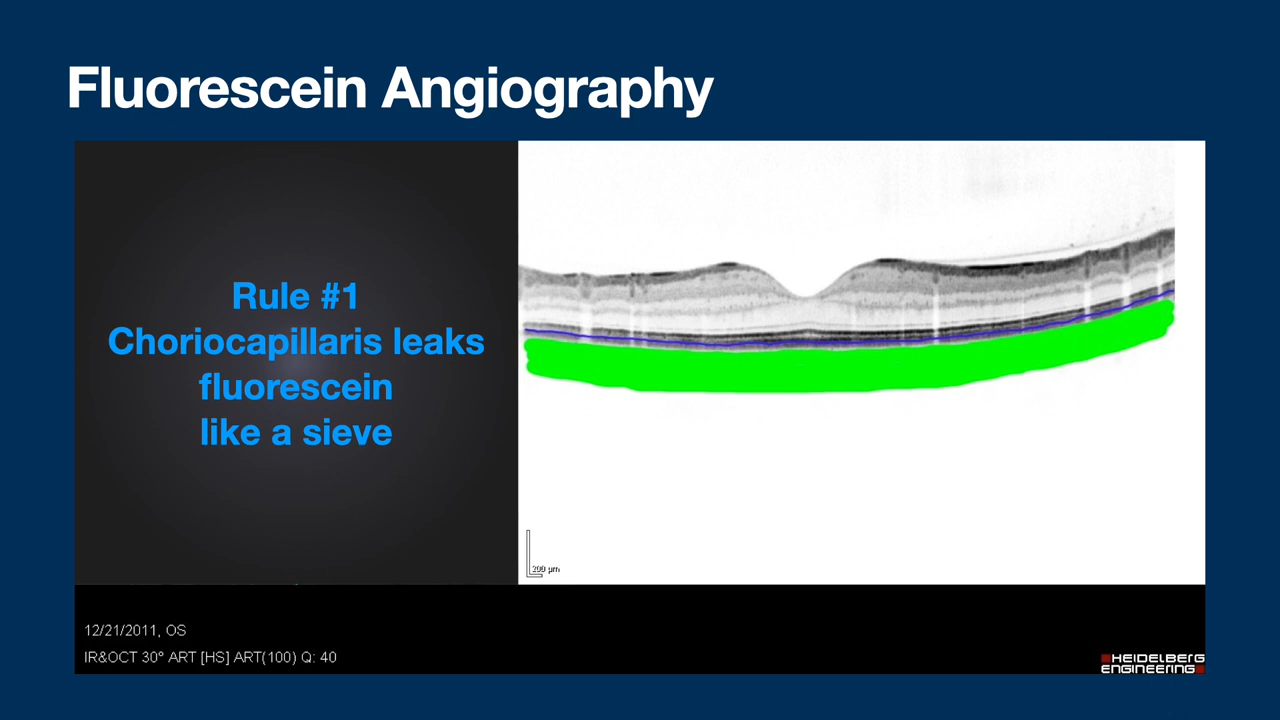 Fluorescein Angiography
Rule #1
Choriocapillaris leaks
fluorescein
like a sieve
200 µm
12/21/2011, OS
IR&OCT 30° ART [HS] ART(100) Q: 40
HEIDELBERG
ENGINEERING